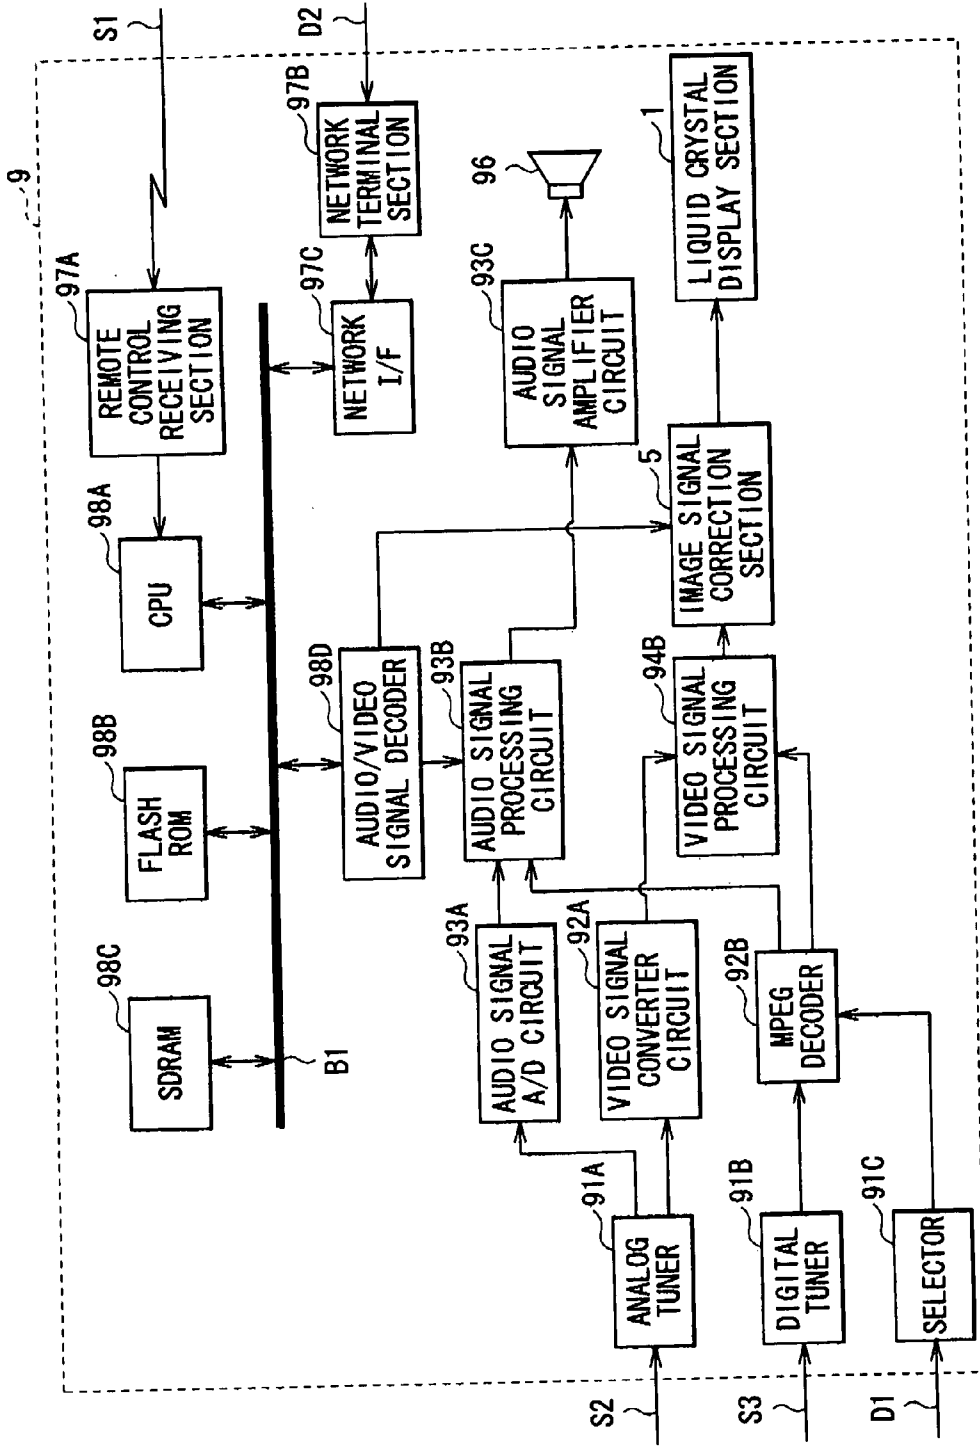 9
S1
97A
REMOTE
CONTROL
RECEIVING
SECTION
98A
CPU
98B
FLASH
ROM
98C
SDRAM
B1
D2
97B
NETWORK
TERMINAL
SECTION
97C
NETWORK
I/F
98D
AUDIO/VIDEO
SIGNAL DECODER
93A
AUDIO SIGNAL
A/D CIRCUIT
93B
AUDIO SIGNAL
PROCESSING
CIRCUIT
93C
AUDIO
SIGNAL
AMPLIFIER
CIRCUIT
96
91A
ANALOG
TUNER
S2
92A
VIDEO SIGNAL
CONVERTER
CIRCUIT
94B
VIDEO SIGNAL
PROCESSING
CIRCUIT
5
IMAGE SIGNAL
CORRECTION
SECTION
1
LIQUID CRYSTAL
DISPLAY SECTION
91B
DIGITAL
TUNER
S3
92B
MPEG
DECODER
91C
SELECTOR
D1